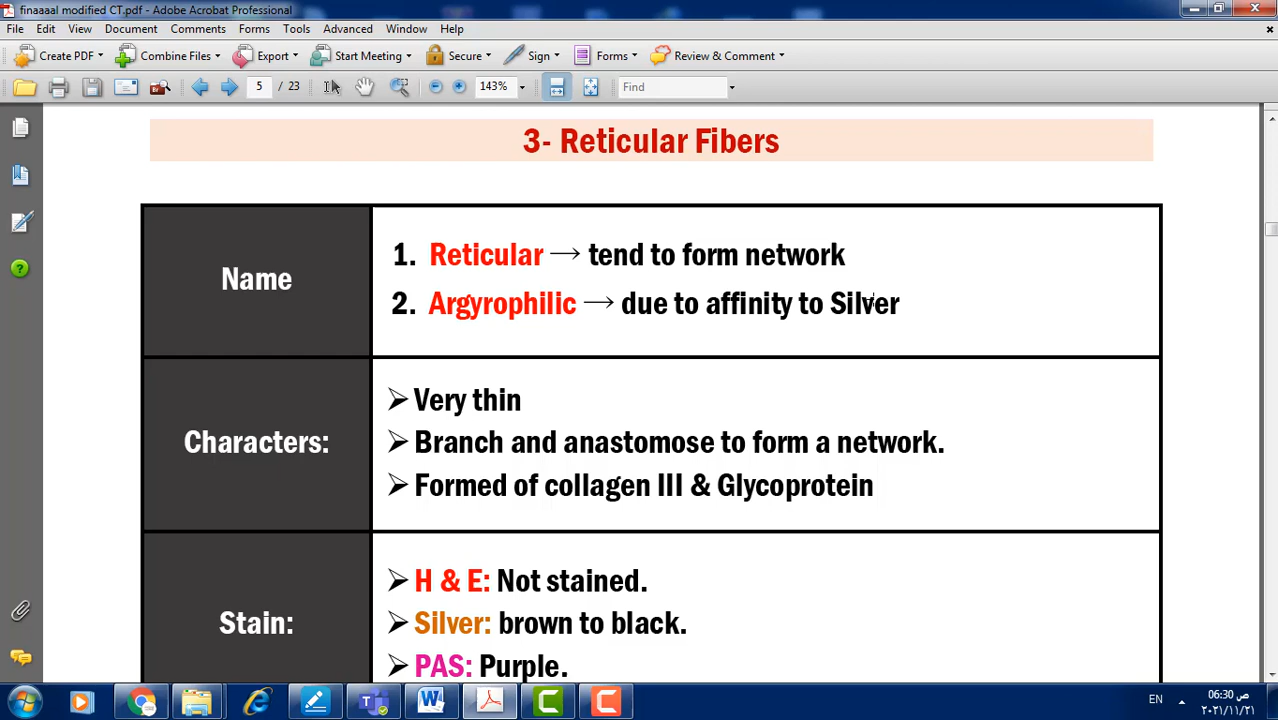 finaaaal modified CT.pdf - Adobe Acrobat Professional
File Edit View Document Comments Forms Tools Advanced Window Help
Create PDF Combine Files Export Start Meeting Secure Sign Forms Review & Comment
5 / 23 143% Find
3- Reticular Fibers
Name
1. Reticular → tend to form network
2. Argyrophilic → due to affinity to Silver
Characters:
➢ Very thin
➢ Branch and anastomose to form a network.
➢ Formed of collagen III & Glycoprotein
Stain:
➢ H & E: Not stained.
➢ Silver: brown to black.
➢ PAS: Purple.
EN
06:30 ص
٢٠٢١/١١/٢١